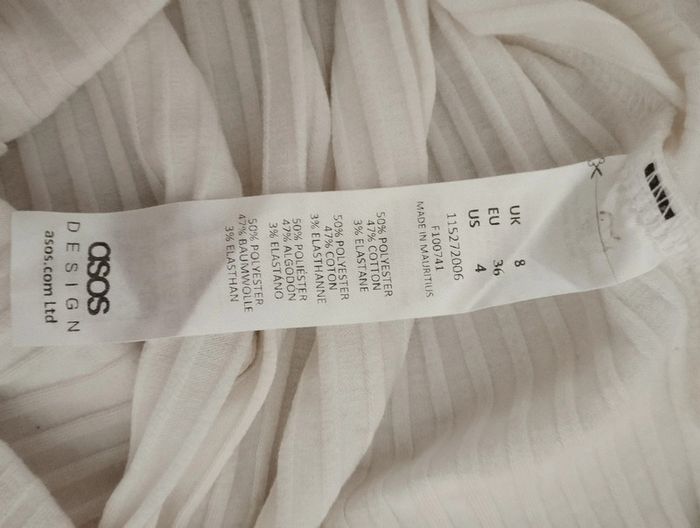 UK 8
EU 36
US 4
115272006
F100741
MADE IN MAURITIUS
50% POLYESTER
47% COTTON
3% ELASTANE
50% POLYESTER
47% COTON
3% ELASTHANNE
50% POLIÉSTER
47% ALGODON
3% ELASTANO
50% POLYESTER
47% BAUMWOLLE
3% ELASTHAN
asos
DESIGN
asos.com Ltd